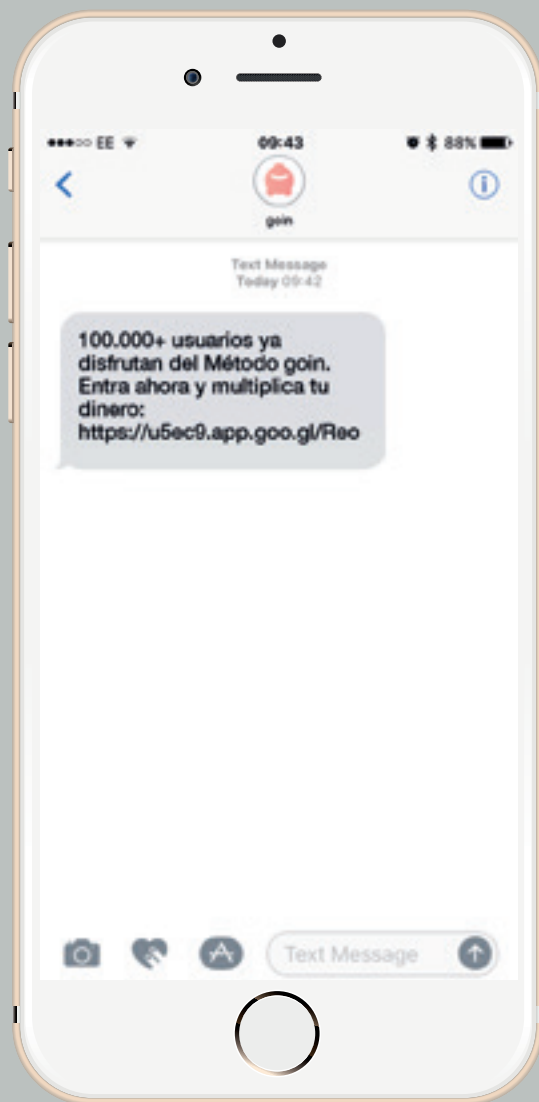 EE
09:43
88%
goin
Text Message
Today 09:42
100.000+ usuarios ya
disfrutan del Método goin.
Entra ahora y multiplica tu
dinero:
https://u5ec9.app.goo.gl/Reo
Text Message